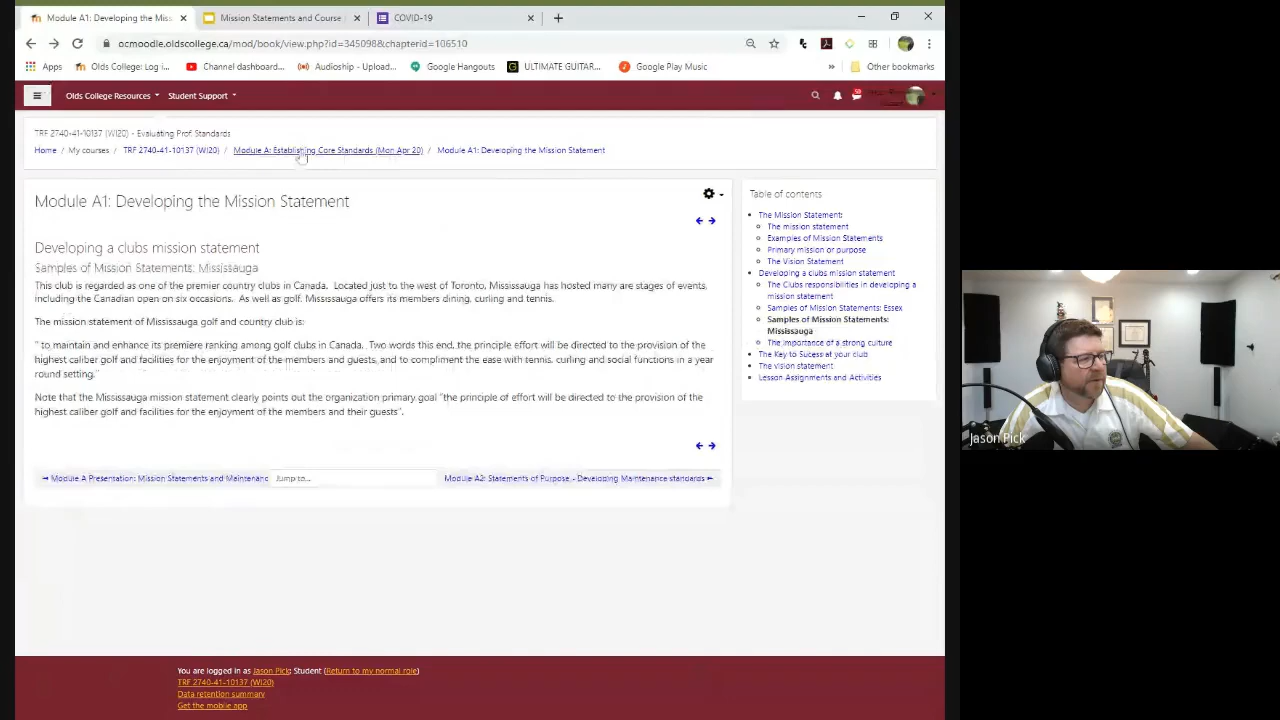 Module A1: Developing the Miss
Mission Statements and Course
COVID-19
ocmoodle.oldscollege.ca/mod/book/view.php?id=345098&chapterid=106510
Apps
Olds College: Log i...
Channel dashboard...
Audioship - Upload...
Google Hangouts
ULTIMATE GUITAR...
Google Play Music
»
Other bookmarks
Olds College Resources
Student Support
TRF 2740-41-10137 (WI20) - Evaluating Prof. Standards
Home / My courses / TRF 2740-41-10137 (WI20) / Module A: Establishing Core Standards (Mon Apr 20) / Module A1: Developing the Mission Statement
Module A1: Developing the Mission Statement
Developing a clubs mission statement
Samples of Mission Statements: Mississauga
This club is regarded as one of the premier country clubs in Canada. Located just to the west of Toronto, Mississauga has hosted many are stages of events,
including the Canadian open on six occasions. As well as golf. Mississauga offers its members dining, curling and tennis.
The mission statement of Mississauga golf and country club is:
" to maintain and enhance its premiere ranking among golf clubs in Canada. Two words this end, the principle effort will be directed to the provision of the
highest caliber golf and facilities for the enjoyment of the members and guests, and to compliment the ease with tennis, curling and social functions in a year
round setting."
Note that the Mississauga mission statement clearly points out the organization primary goal "the principle of effort will be directed to the provision of the
highest caliber golf and facilities for the enjoyment of the members and their guests".
Module A Presentation: Mission Statements and Maintenanc
Jump to...
Module A2: Statements of Purpose - Developing Maintenance standards
Table of contents
The Mission Statement:
The mission statement
Examples of Mission Statements
Primary mission or purpose
The Vision Statement
Developing a clubs mission statement
The Clubs responsibilities in developing a
mission statement
Samples of Mission Statements: Essex
Samples of Mission Statements:
Mississauga
The importance of a strong culture
The Key to Sucess at your club
The vision statement
Lesson Assignments and Activities
You are logged in as Jason Pick: Student (Return to my normal role)
TRF 2740-41-10137 (WI20)
Data retention summary
Get the mobile app
Jason Pick